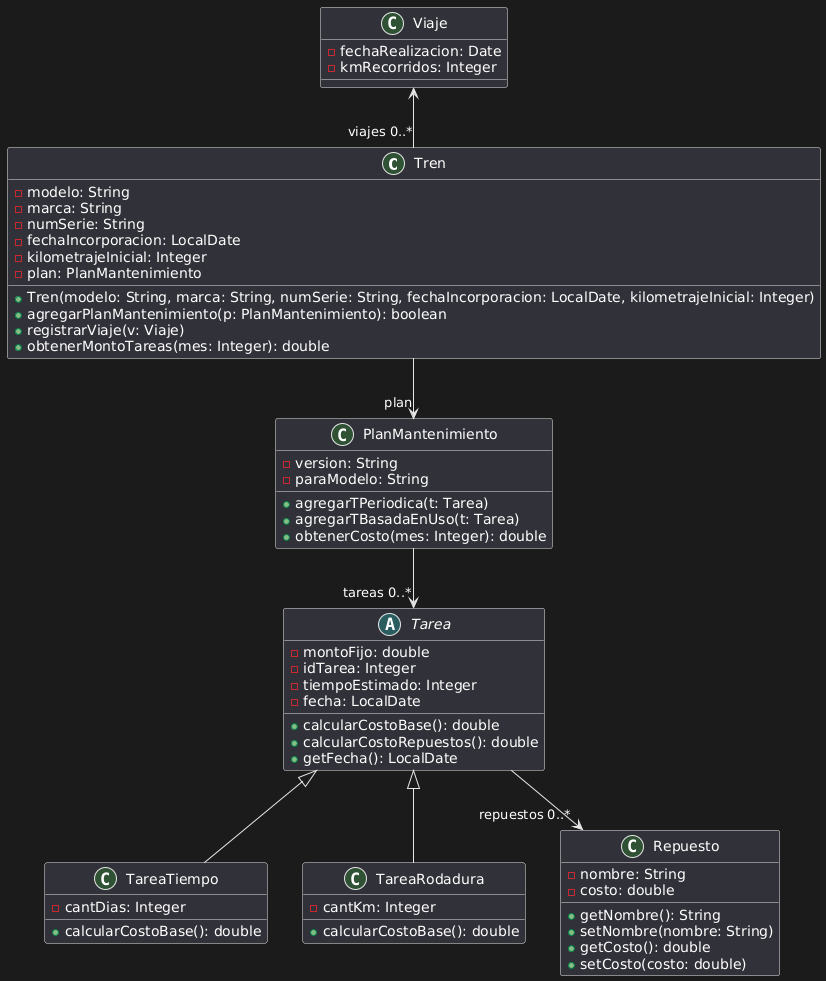 C Viaje
fechaRealizacion: Date
kmRecorridos: Integer
viajes 0..*
C Tren
modelo: String
marca: String
numSerie: String
fechaIncorporacion: LocalDate
kilometrajeInicial: Integer
plan: PlanMantenimiento
Tren(modelo: String, marca: String, numSerie: String, fechaIncorporacion: LocalDate, kilometrajeInicial: Integer)
agregarPlanMantenimiento(p: PlanMantenimiento): boolean
registrarViaje(v: Viaje)
obtenerMontoTareas(mes: Integer): double
plan
C PlanMantenimiento
version: String
paraModelo: String
agregarTPeriodica(t: Tarea)
agregarTBasadaEnUso(t: Tarea)
obtenerCosto(mes: Integer): double
tareas 0..*
A Tarea
montoFijo: double
idTarea: Integer
tiempoEstimado: Integer
fecha: LocalDate
calcularCostoBase(): double
calcularCostoRepuestos(): double
getFecha(): LocalDate
repuestos 0..*
C TareaTiempo
cantDias: Integer
calcularCostoBase(): double
C TareaRodadura
cantKm: Integer
calcularCostoBase(): double
C Repuesto
nombre: String
costo: double
getNombre(): String
setNombre(nombre: String)
getCosto(): double
setCosto(costo: double)